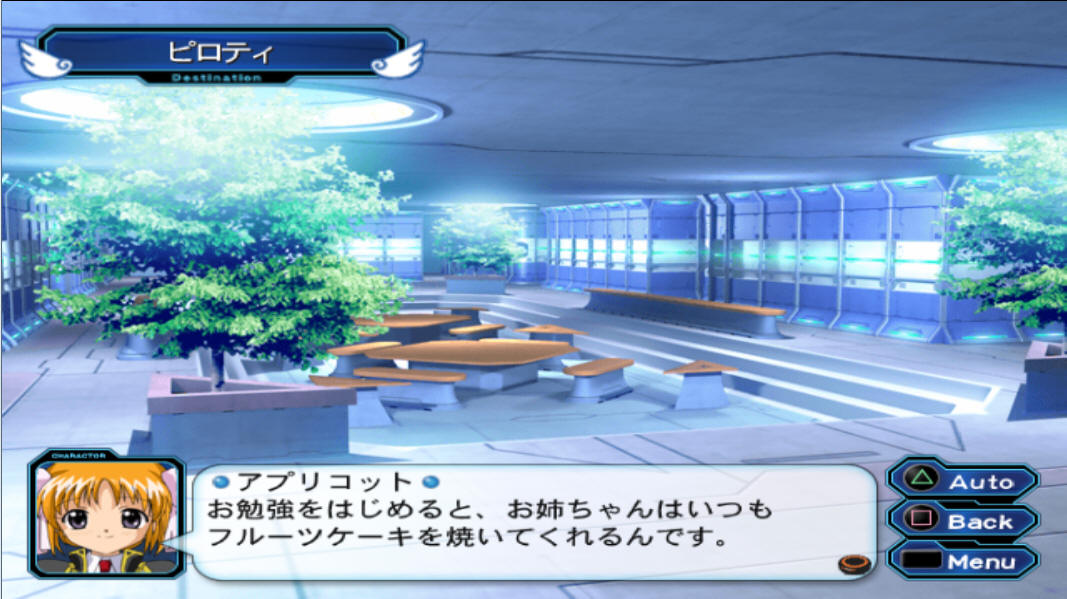 ピロティ
Destination
CHARACTOR
アプリコット
お勉強をはじめると、お姉ちゃんはいつも
フルーツケーキを焼いてくれるんです。
Auto
Back
Menu